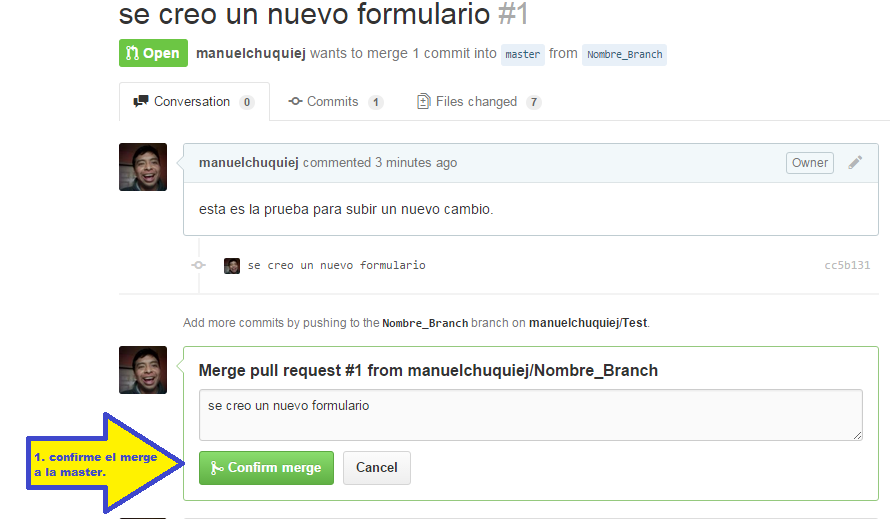 se creo un nuevo formulario #1
Open manuelchuquiej wants to merge 1 commit into master from Nombre_Branch
Conversation 0 Commits 1 Files changed 7
manuelchuquiej commented 3 minutes ago Owner
esta es la prueba para subir un nuevo cambio.
se creo un nuevo formulario cc5b131
Add more commits by pushing to the Nombre_Branch branch on manuelchuquiej/Test.
Merge pull request #1 from manuelchuquiej/Nombre_Branch
se creo un nuevo formulario
1. confirme el merge
a la master.
Confirm merge Cancel